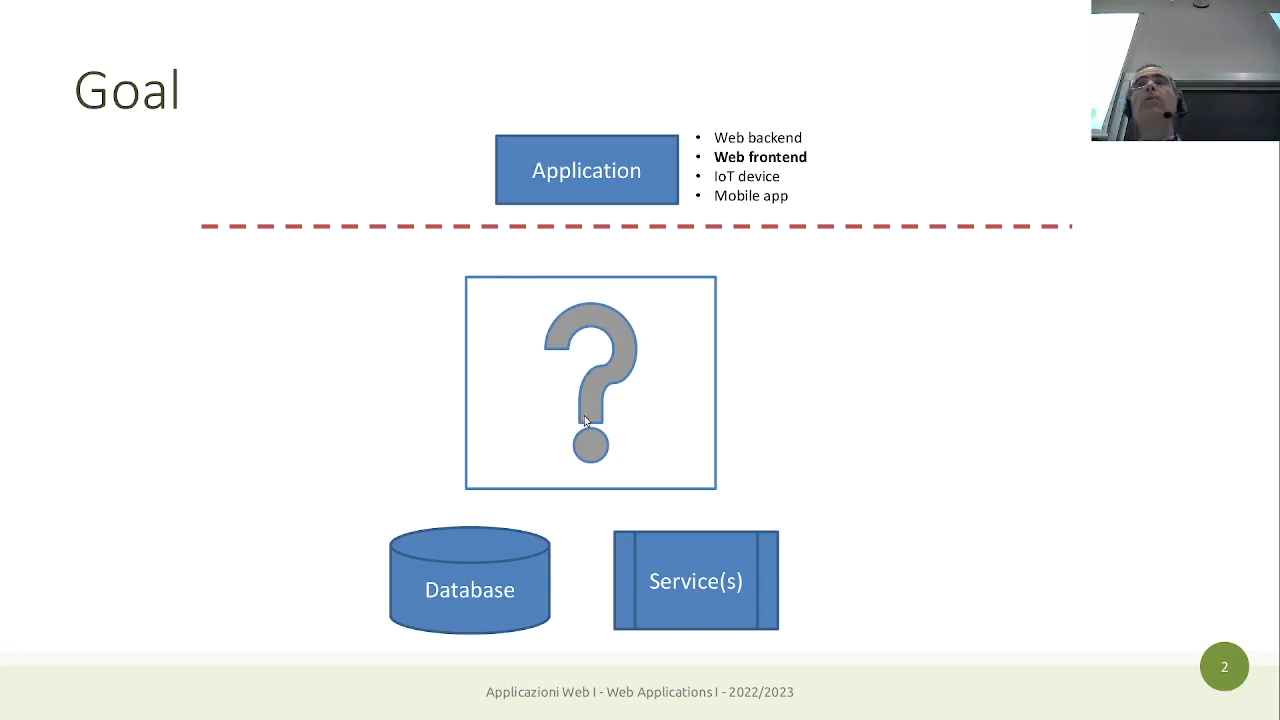 Goal
Application
• Web backend
• Web frontend
• IoT device
• Mobile app
?
Database
Service(s)
2
Applicazioni Web I - Web Applications I - 2022/2023